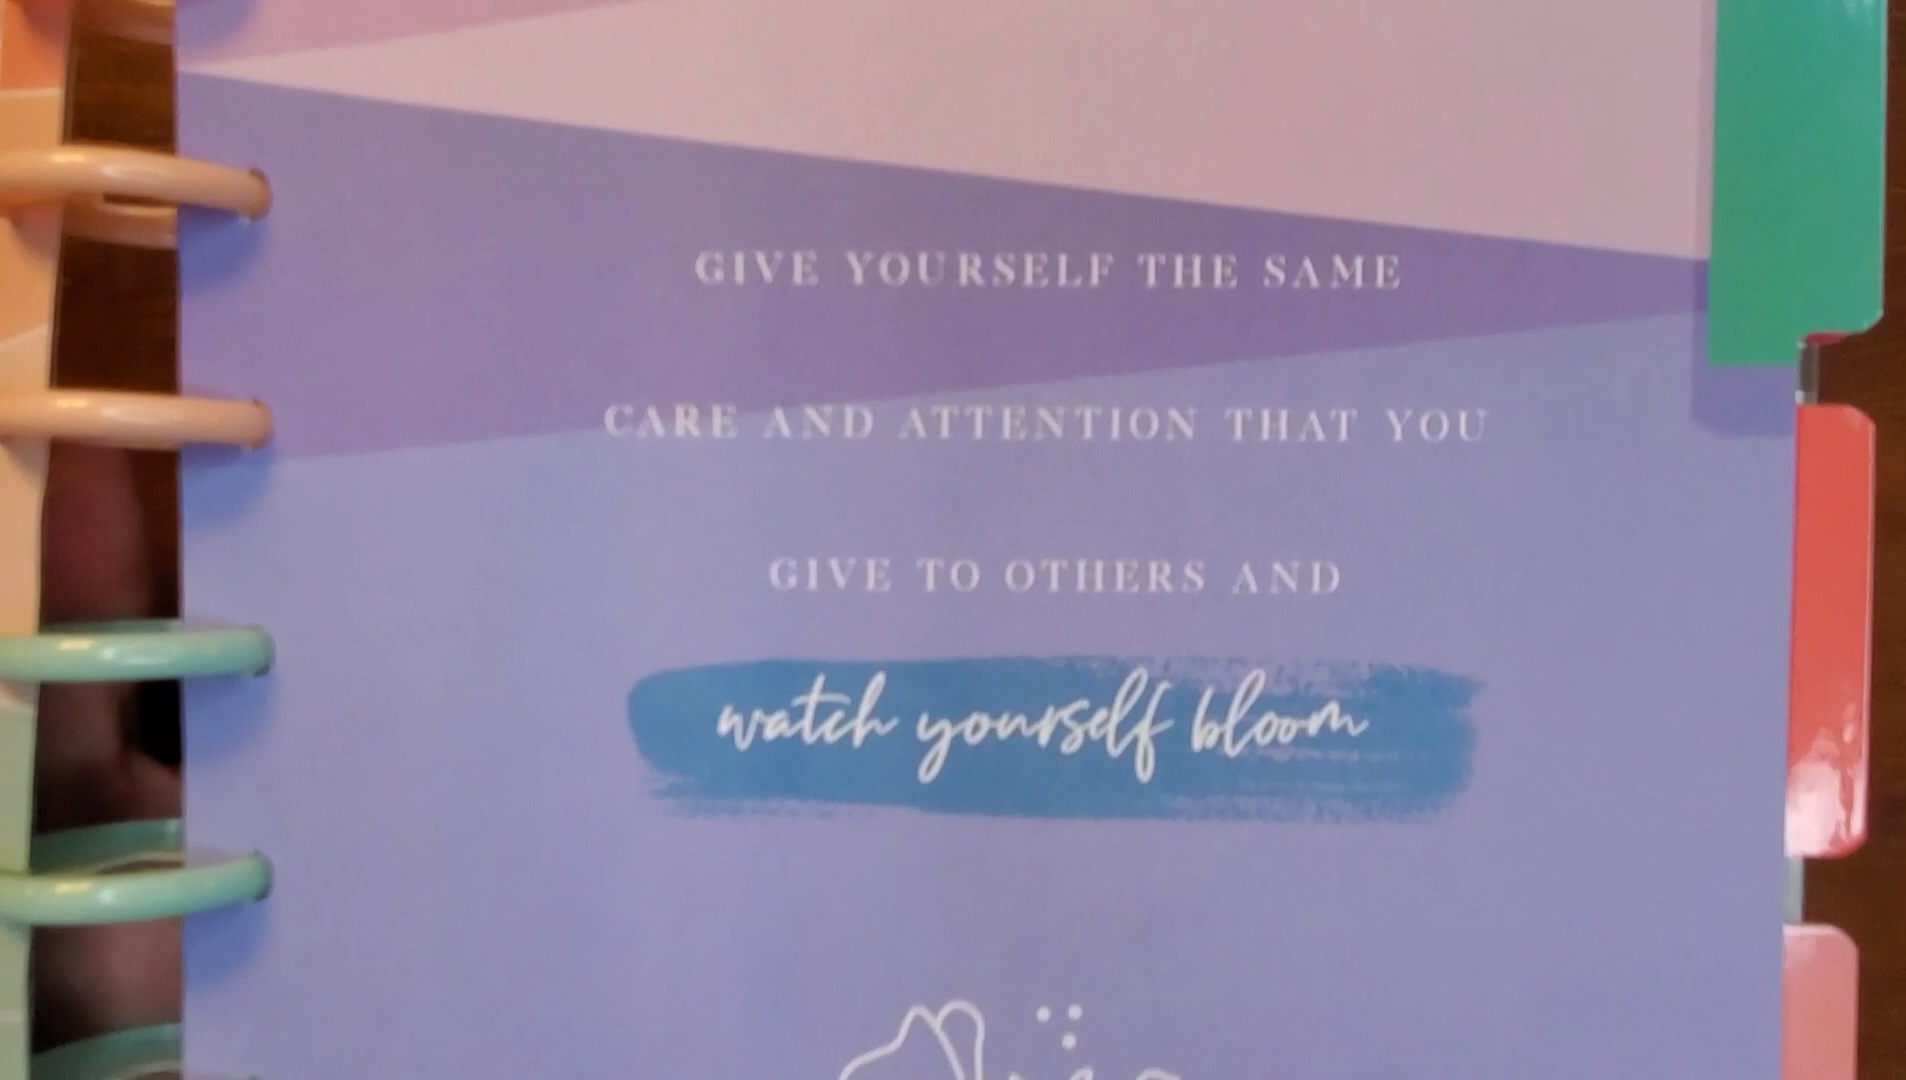 GIVE YOURSELF THE SAME
CARE AND ATTENTION THAT YOU
GIVE TO OTHERS AND
watch yourself bloom